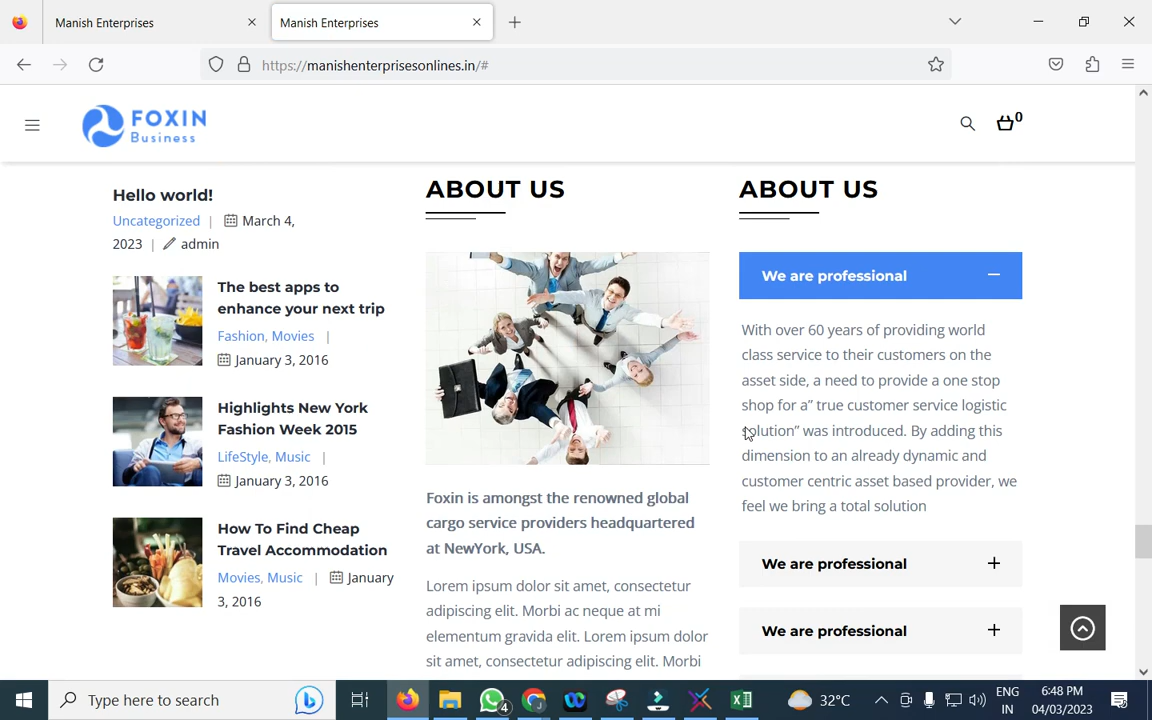 Manish Enterprises
Manish Enterprises
https://manishenterprisesonlines.in/#
FOXIN
Business
0
Hello world!
Uncategorized | March 4,
2023 | admin
The best apps to
enhance your next trip
Fashion, Movies |
January 3, 2016
Highlights New York
Fashion Week 2015
LifeStyle, Music |
January 3, 2016
How To Find Cheap
Travel Accommodation
Movies, Music | January
3, 2016
ABOUT US
Foxin is amongst the renowned global
cargo service providers headquartered
at NewYork, USA.
Lorem ipsum dolor sit amet, consectetur
adipiscing elit. Morbi ac neque at mi
elementum gravida elit. Lorem ipsum dolor
sit amet, consectetur adipiscing elit. Morbi
ABOUT US
We are professional
With over 60 years of providing world
class service to their customers on the
asset side, a need to provide a one stop
shop for a” true customer service logistic
solution” was introduced. By adding this
dimension to an already dynamic and
customer centric asset based provider, we
feel we bring a total solution
We are professional
We are professional
Type here to search
4
32°C
ENG
IN
6:48 PM
04/03/2023